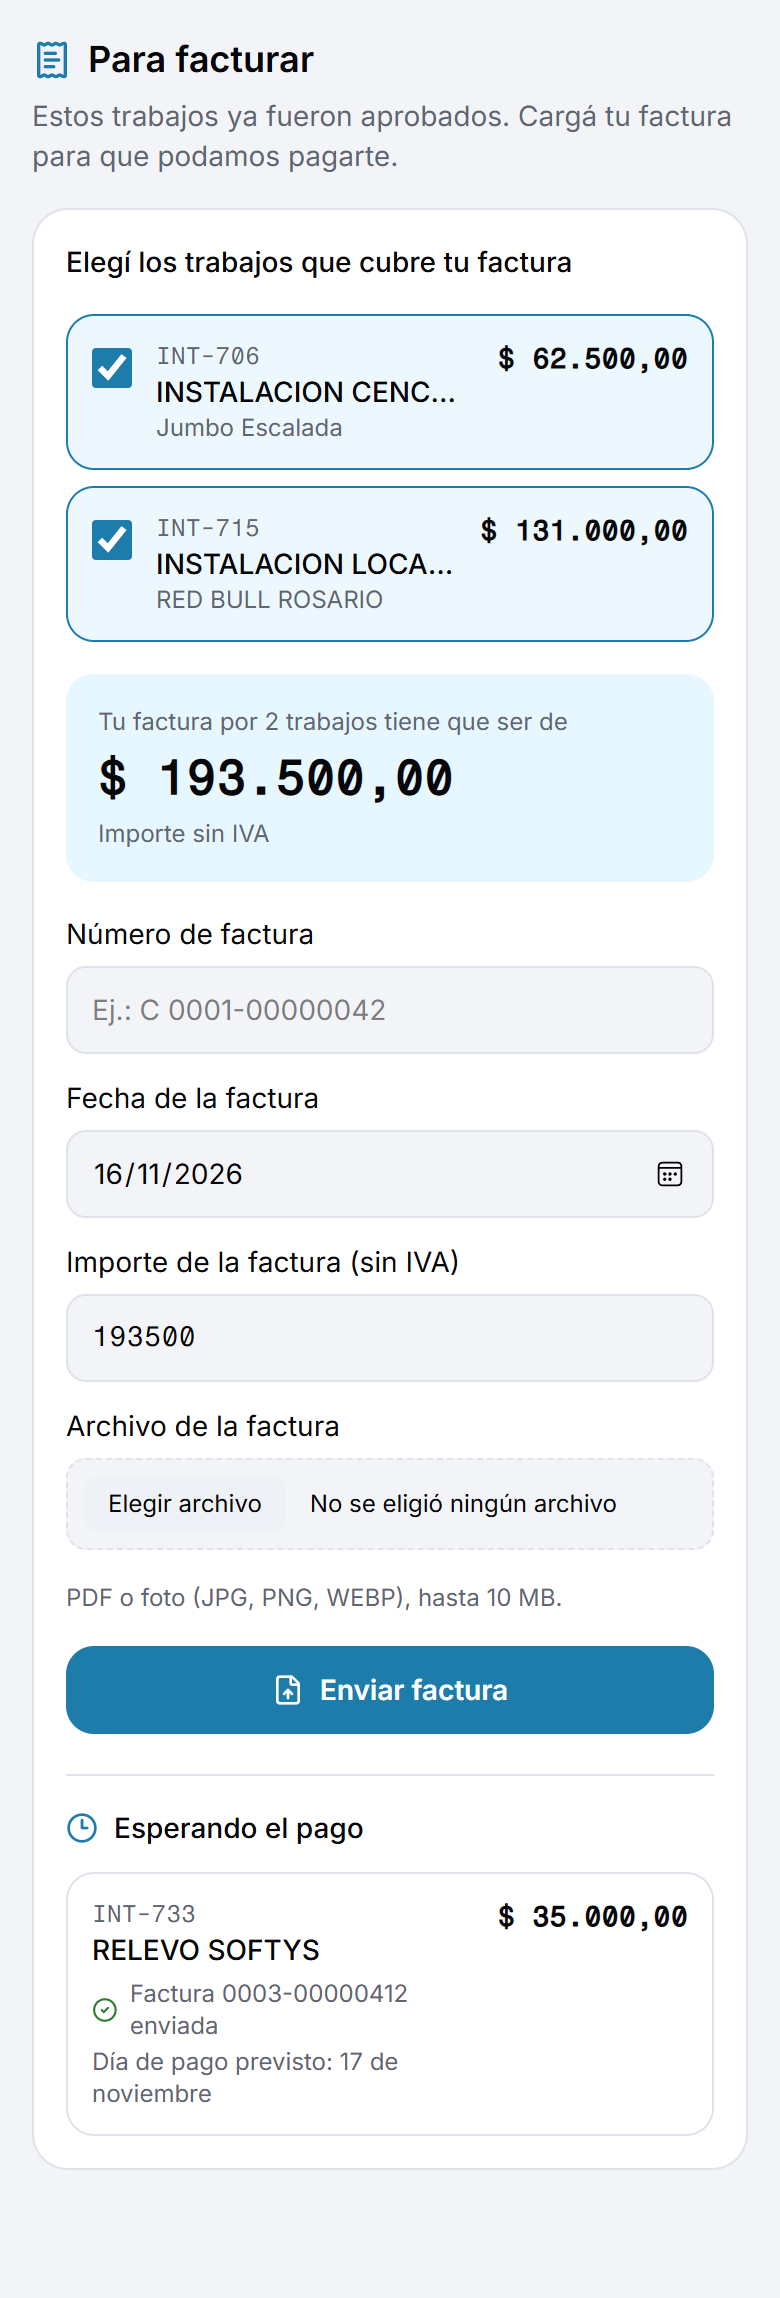 Para facturar
Estos trabajos ya fueron aprobados. Cargá tu factura
para que podamos pagarte.
Elegí los trabajos que cubre tu factura
INT-706
$ 62.500,00
INSTALACION CENC...
Jumbo Escalada
INT-715
$ 131.000,00
INSTALACION LOCA...
RED BULL ROSARIO
Tu factura por 2 trabajos tiene que ser de
$ 193.500,00
Importe sin IVA
Número de factura
Ej.: C 0001-00000042
Fecha de la factura
16/11/2026
Importe de la factura (sin IVA)
193500
Archivo de la factura
Elegir archivo No se eligió ningún archivo
PDF o foto (JPG, PNG, WEBP), hasta 10 MB.
Enviar factura
Esperando el pago
INT-733
$ 35.000,00
RELEVO SOFTYS
Factura 0003-00000412
enviada
Día de pago previsto: 17 de
noviembre